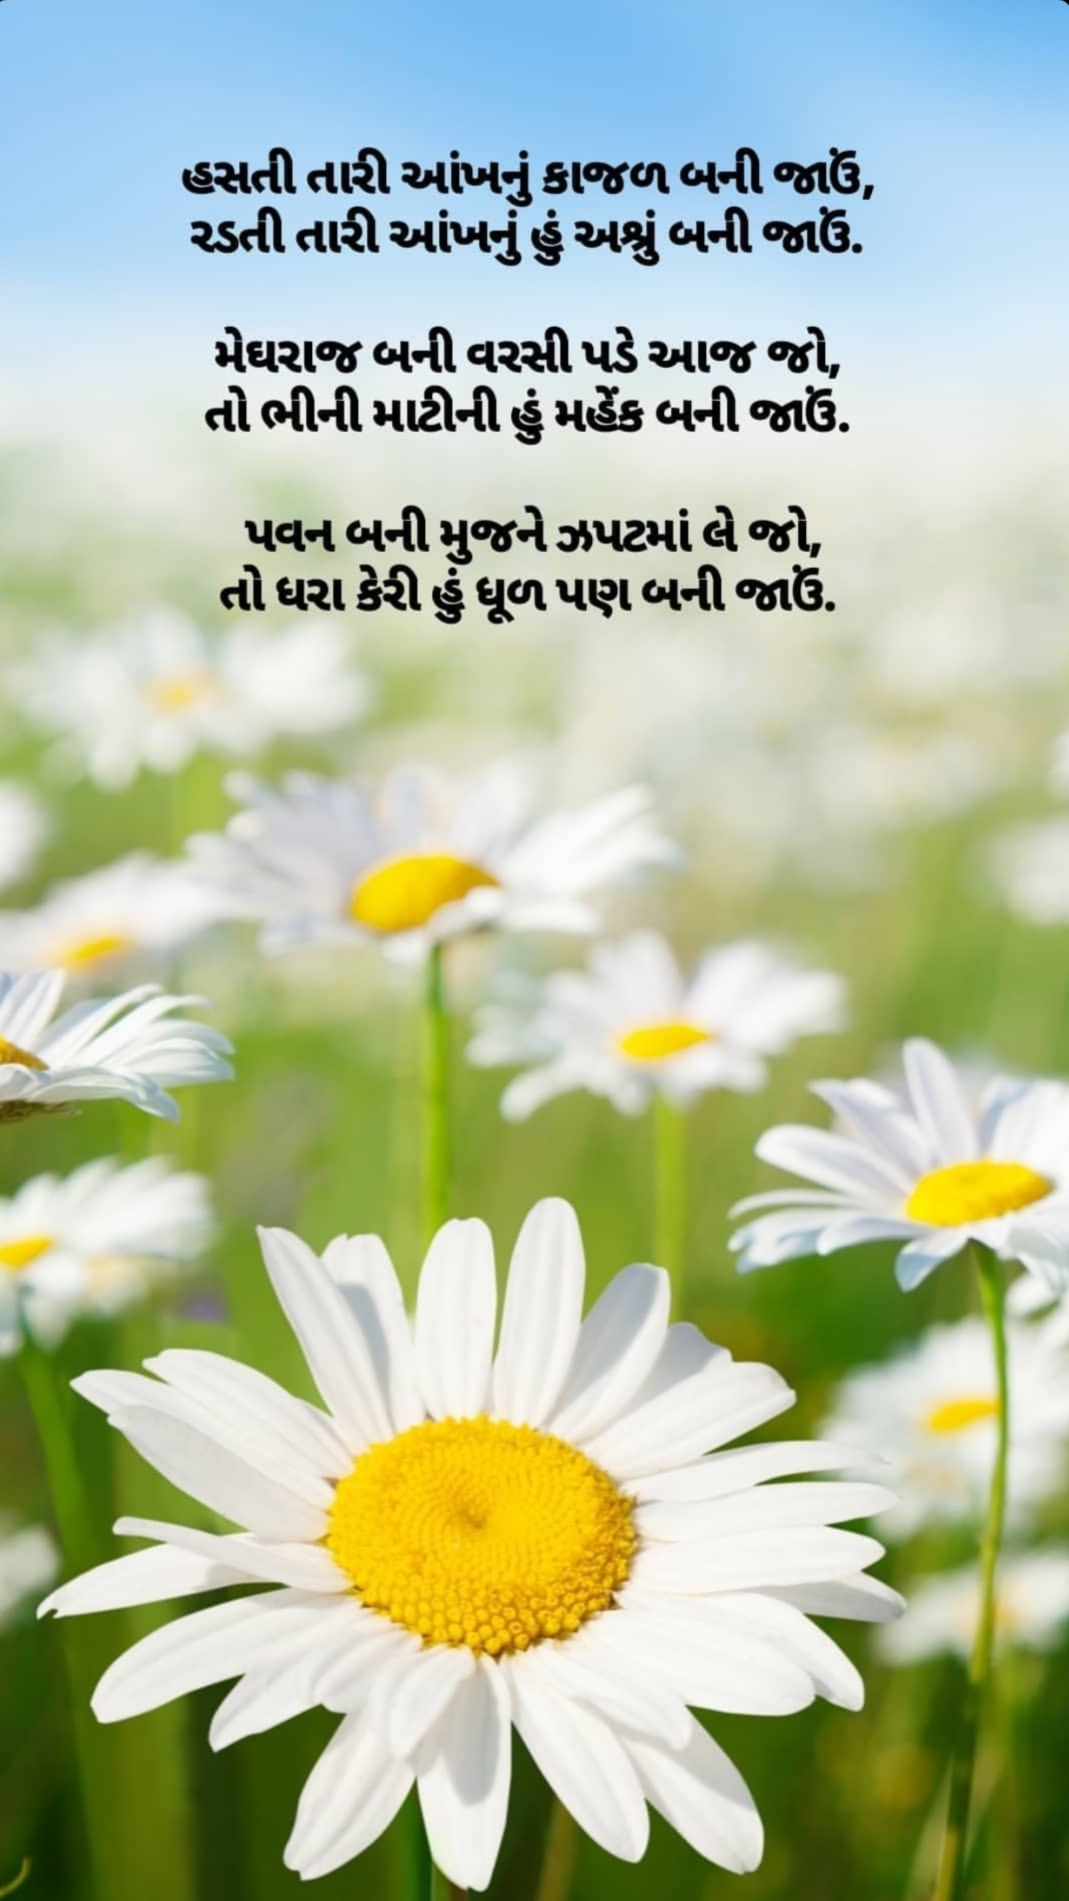 હસતી તારી આંખનું કાજળ બની જાઉં,
રડતી તારી આંખનું હું અશ્રું બની જાઉં.
મેઘરાજ બની વરસી પડે આજ જો,
તો ભીની માટીની હું મહેંક બની જાઉં.
પવન બની મુજને ઝપટમાં લે જો,
તો ધરા કેરી હું ધૂળ પણ બની જાઉં.